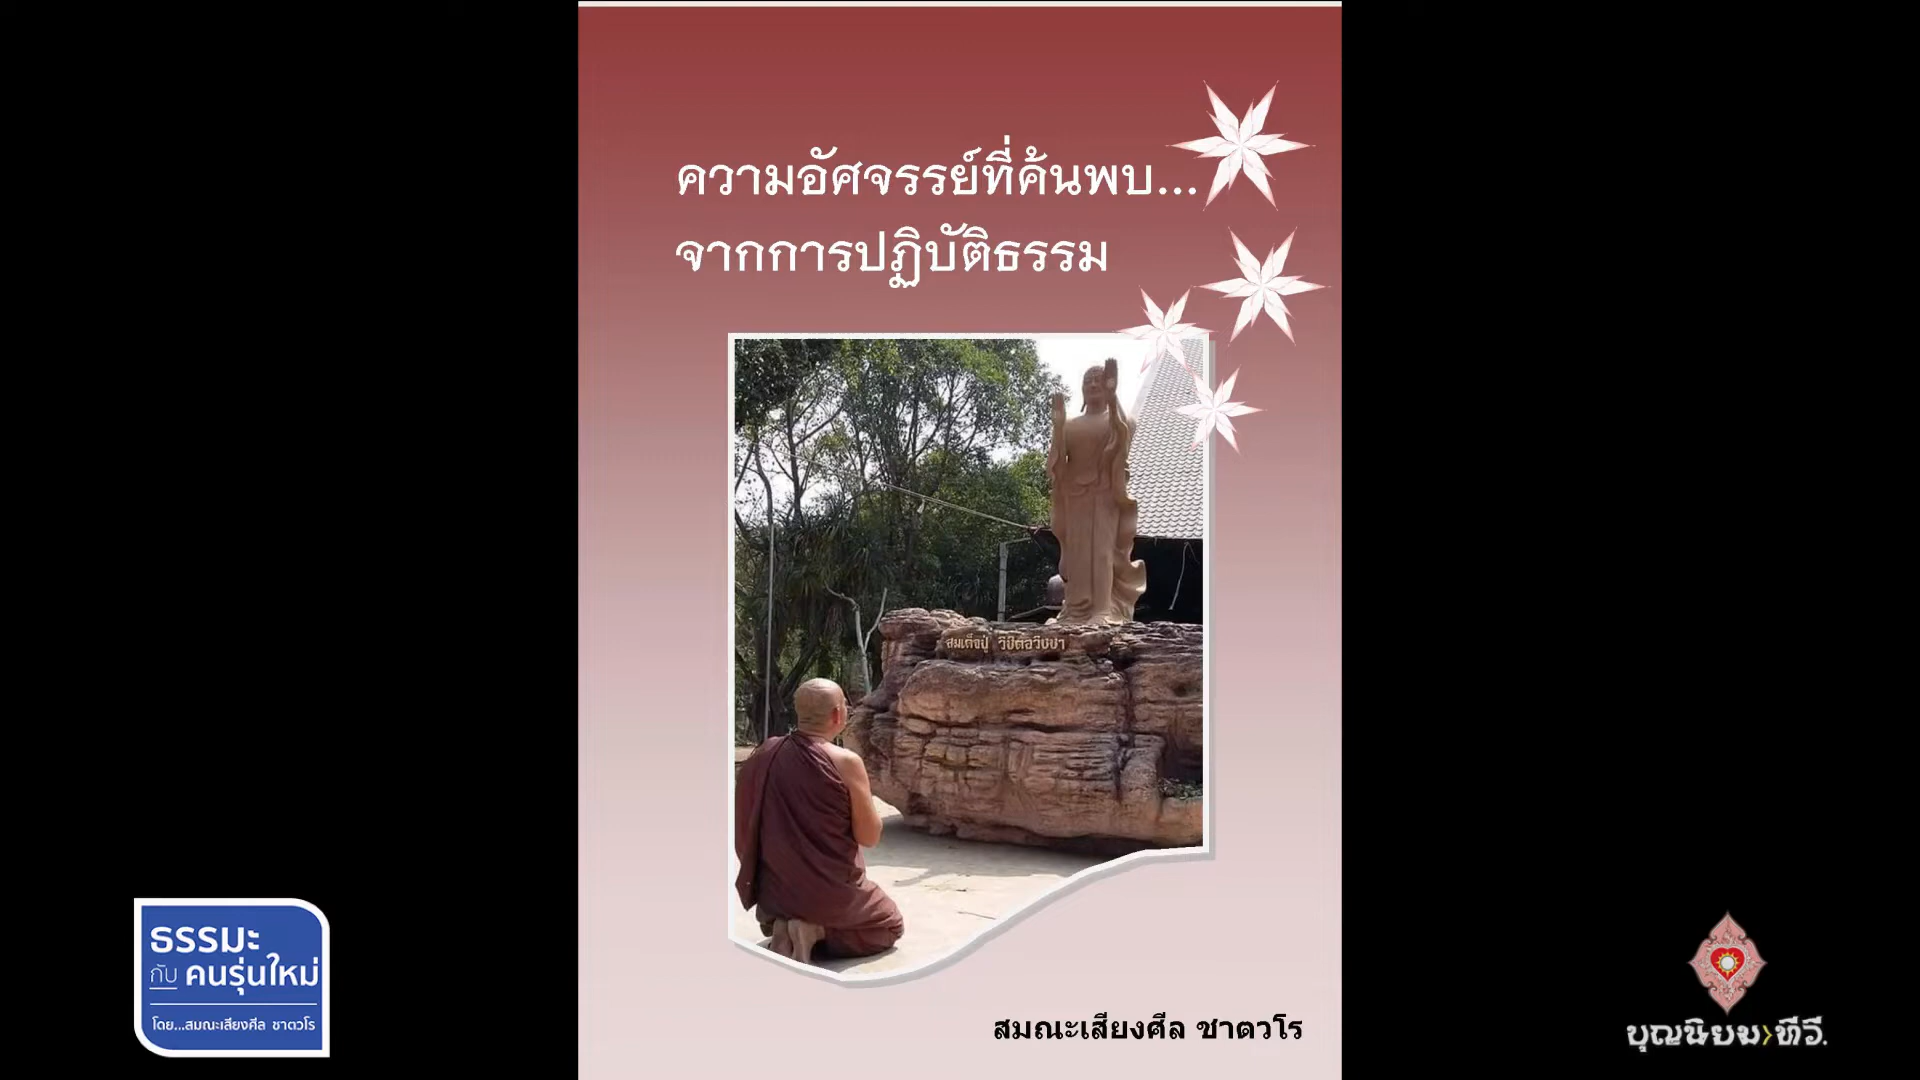 ความอัศจรรย์ที่ค้นพบ...
จากการปฏิบัติธรรม
สมเด็จปู่ วิชิตอวิชชา
สมณะเสียงศีล ชาตวโร
ธรรมะ
กับ คนรุ่นใหม่
โดย...สมณะเสียงศีล ชาตวโร
บุญนิยม ทีวี.